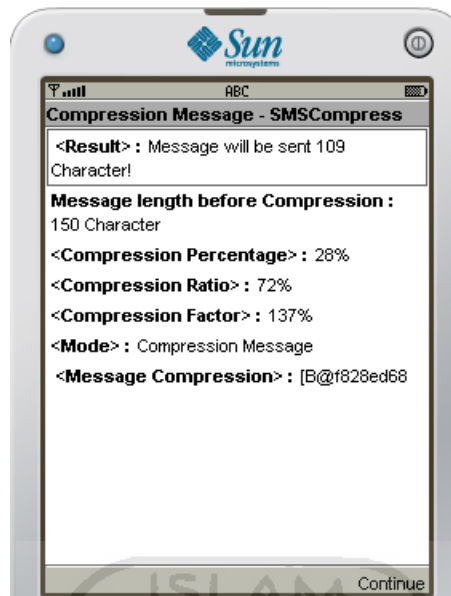 Sun
microsystems
ABC
Compression Message - SMSCompress
<Result> : Message will be sent 109
Character!
Message length before Compression :
150 Character
<Compression Percentage> : 28%
<Compression Ratio> : 72%
<Compression Factor> : 137%
<Mode> : Compression Message
<Message Compression> : [B@f828ed68
ISLAM
Continue